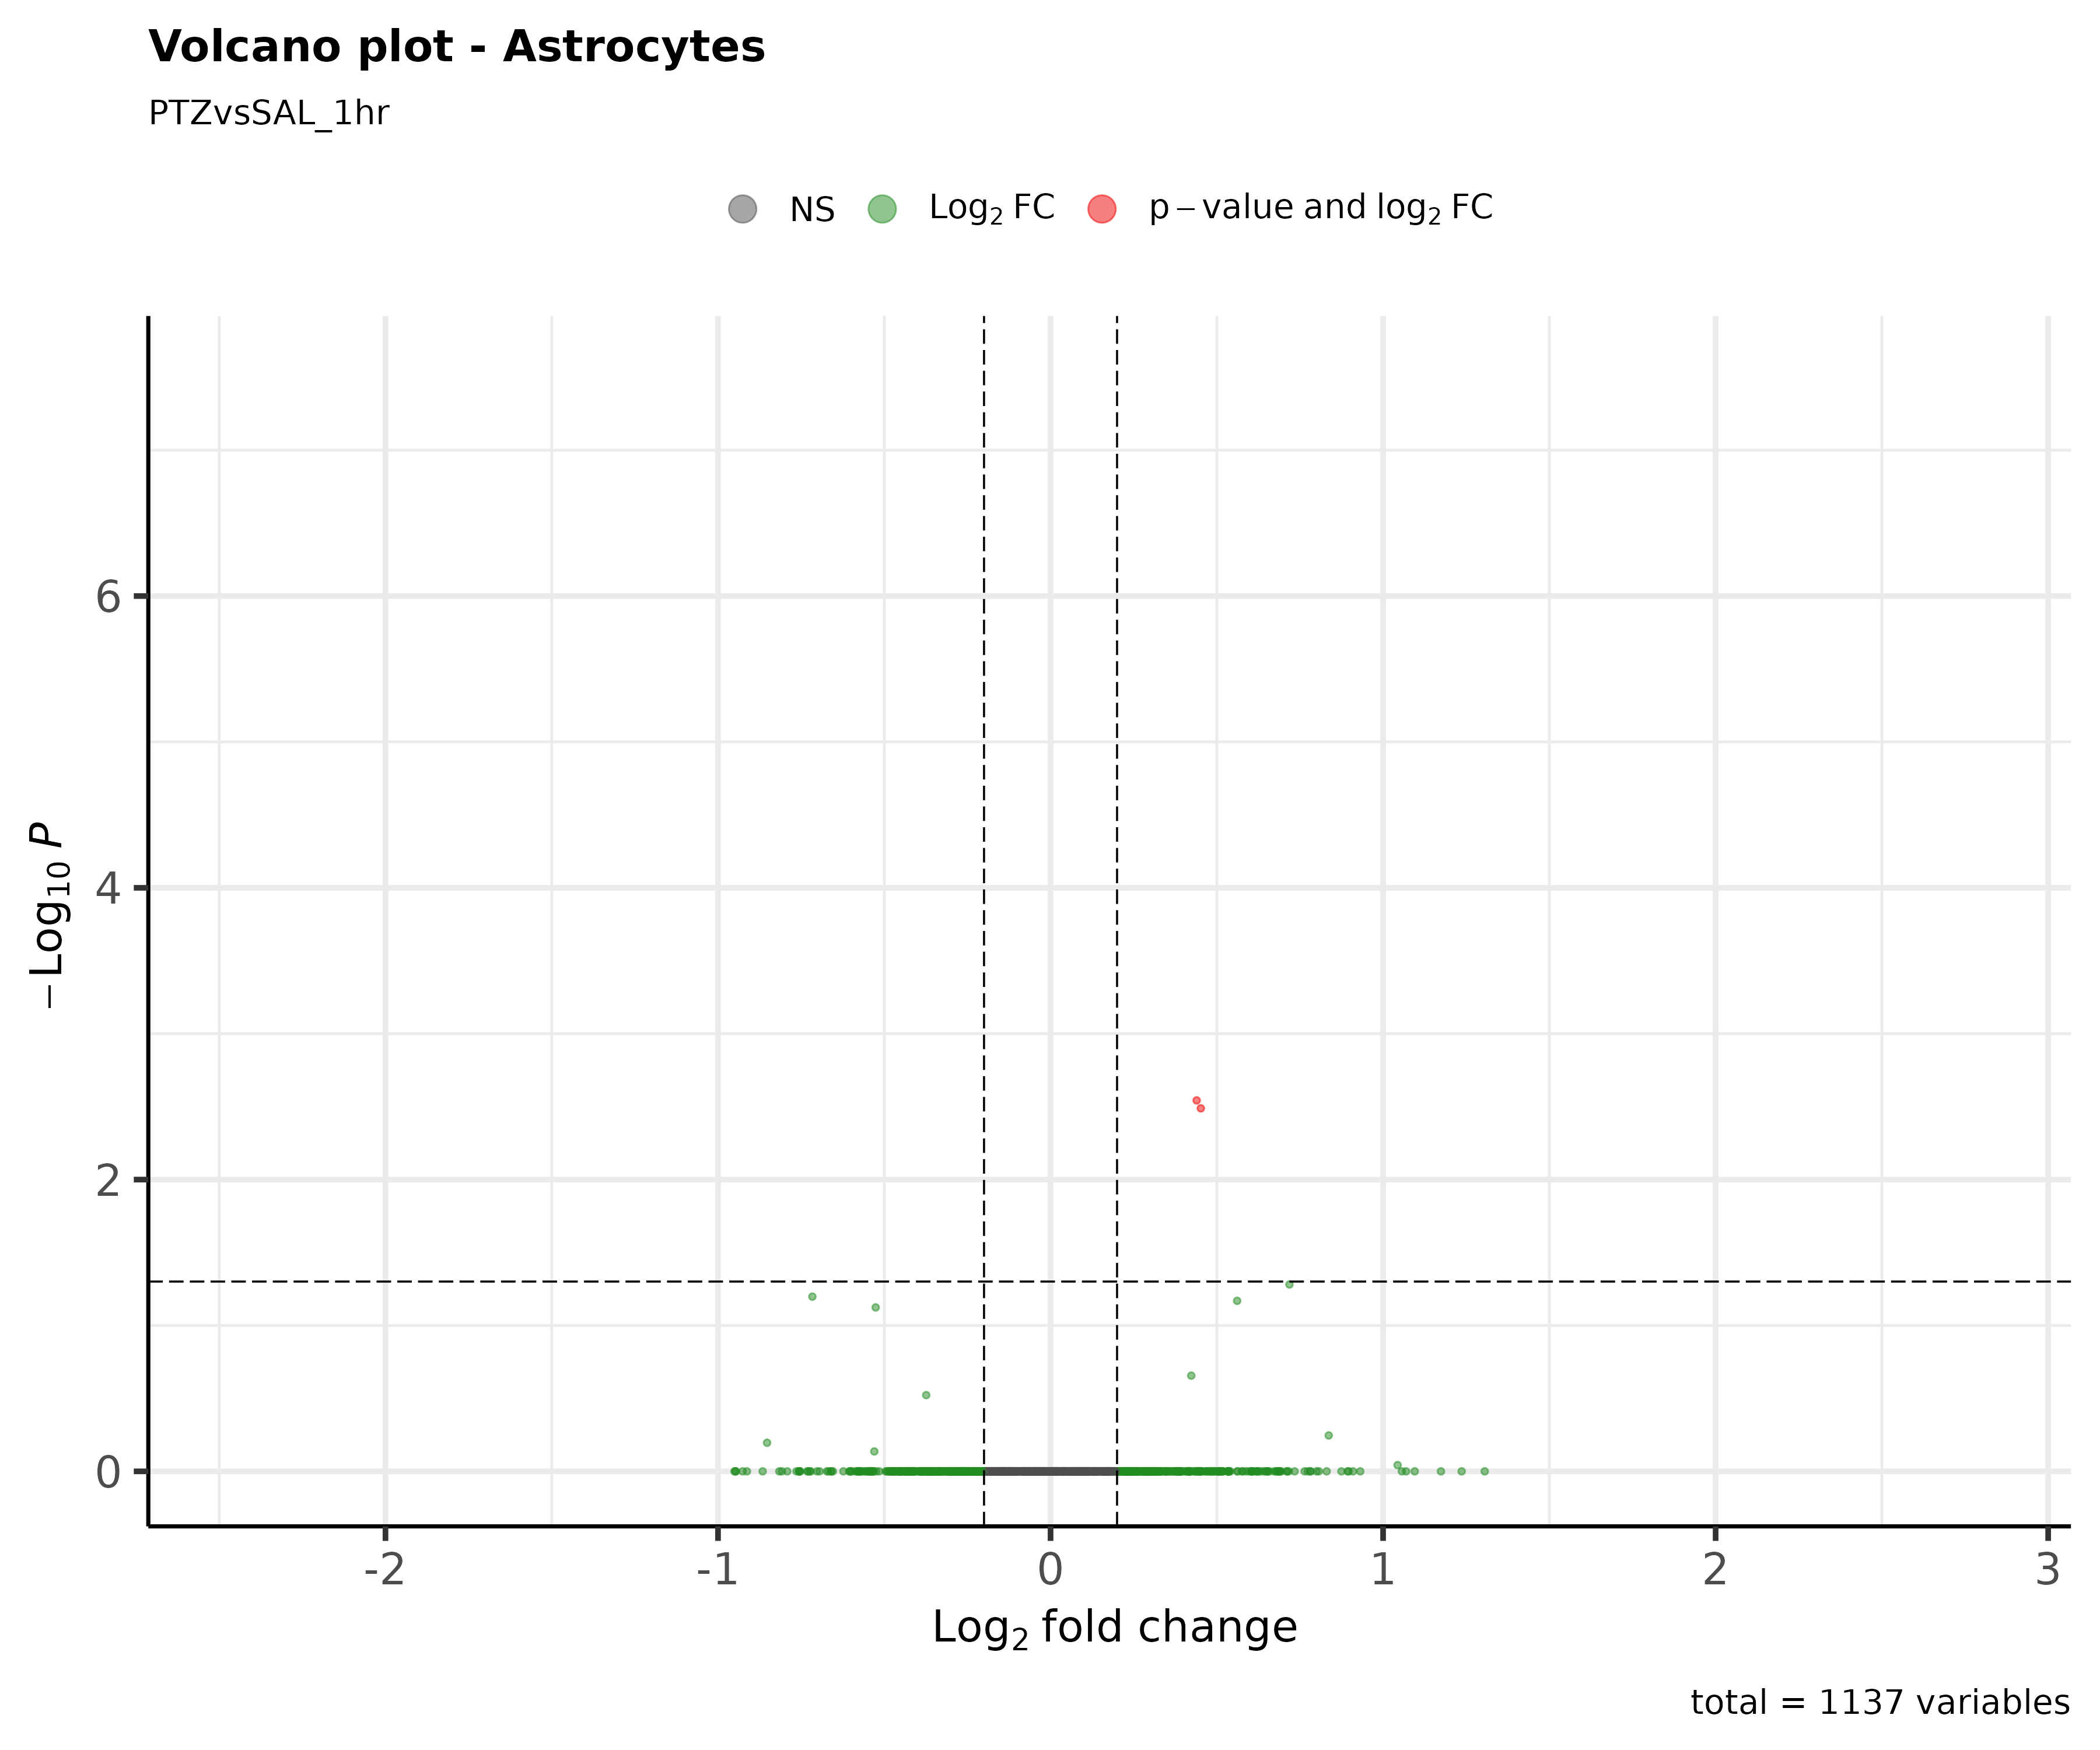 Volcano plot - Astrocytes
PTZvsSAL_1hr
NS Log₂ FC p – value and log₂ FC
– Log₁₀ P
6
4
2
0
-2 -1 0 1 2 3
Log₂ fold change
total = 1137 variables